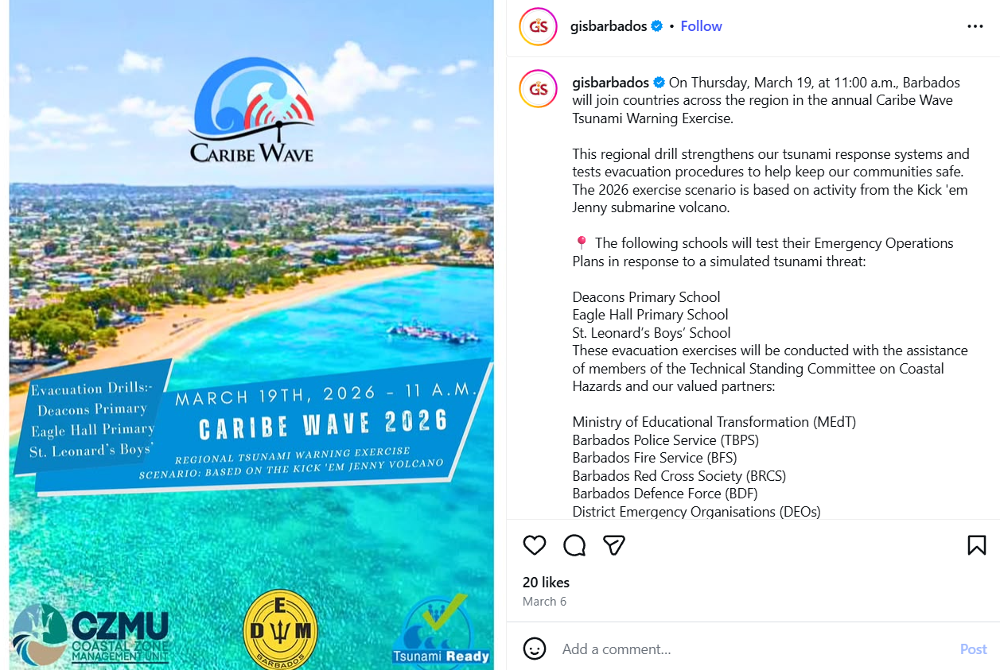 CARIBE WAVE
Evacuation Drills:-
Deacons Primary
Eagle Hall Primary
St. Leonard's Boys'
MARCH 19TH, 2026 - 11 A.M.
CARIBE WAVE 2026
REGIONAL TSUNAMI WARNING EXERCISE
SCENARIO: BASED ON THE KICK 'EM JENNY VOLCANO
CZMU
COASTAL ZONE
MANAGEMENT UNIT
E
D M
BARBADOS
Tsunami Ready
GIS
gisbarbados • Follow
GIS
gisbarbados On Thursday, March 19, at 11:00 a.m., Barbados
will join countries across the region in the annual Caribe Wave
Tsunami Warning Exercise.
This regional drill strengthens our tsunami response systems and
tests evacuation procedures to help keep our communities safe.
The 2026 exercise scenario is based on activity from the Kick 'em
Jenny submarine volcano.
📍 The following schools will test their Emergency Operations
Plans in response to a simulated tsunami threat:
Deacons Primary School
Eagle Hall Primary School
St. Leonard’s Boys’ School
These evacuation exercises will be conducted with the assistance
of members of the Technical Standing Committee on Coastal
Hazards and our valued partners:
Ministry of Educational Transformation (MEdT)
Barbados Police Service (TBPS)
Barbados Fire Service (BFS)
Barbados Red Cross Society (BRCS)
Barbados Defence Force (BDF)
District Emergency Organisations (DEOs)
20 likes
March 6
Add a comment...
Post